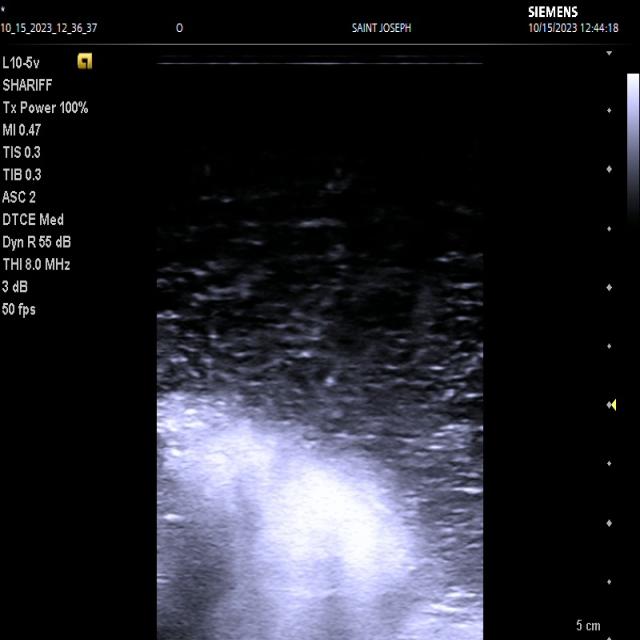 *
SIEMENS
10_15_2023_12_36_37 O SAINT JOSEPH 10/15/2023 12:44:18
L10-5v
SHARIFF
Tx Power 100%
MI 0.47
TIS 0.3
TIB 0.3
ASC 2
DTCE Med
Dyn R 55 dB
THI 8.0 MHz
3 dB
50 fps
5 cm